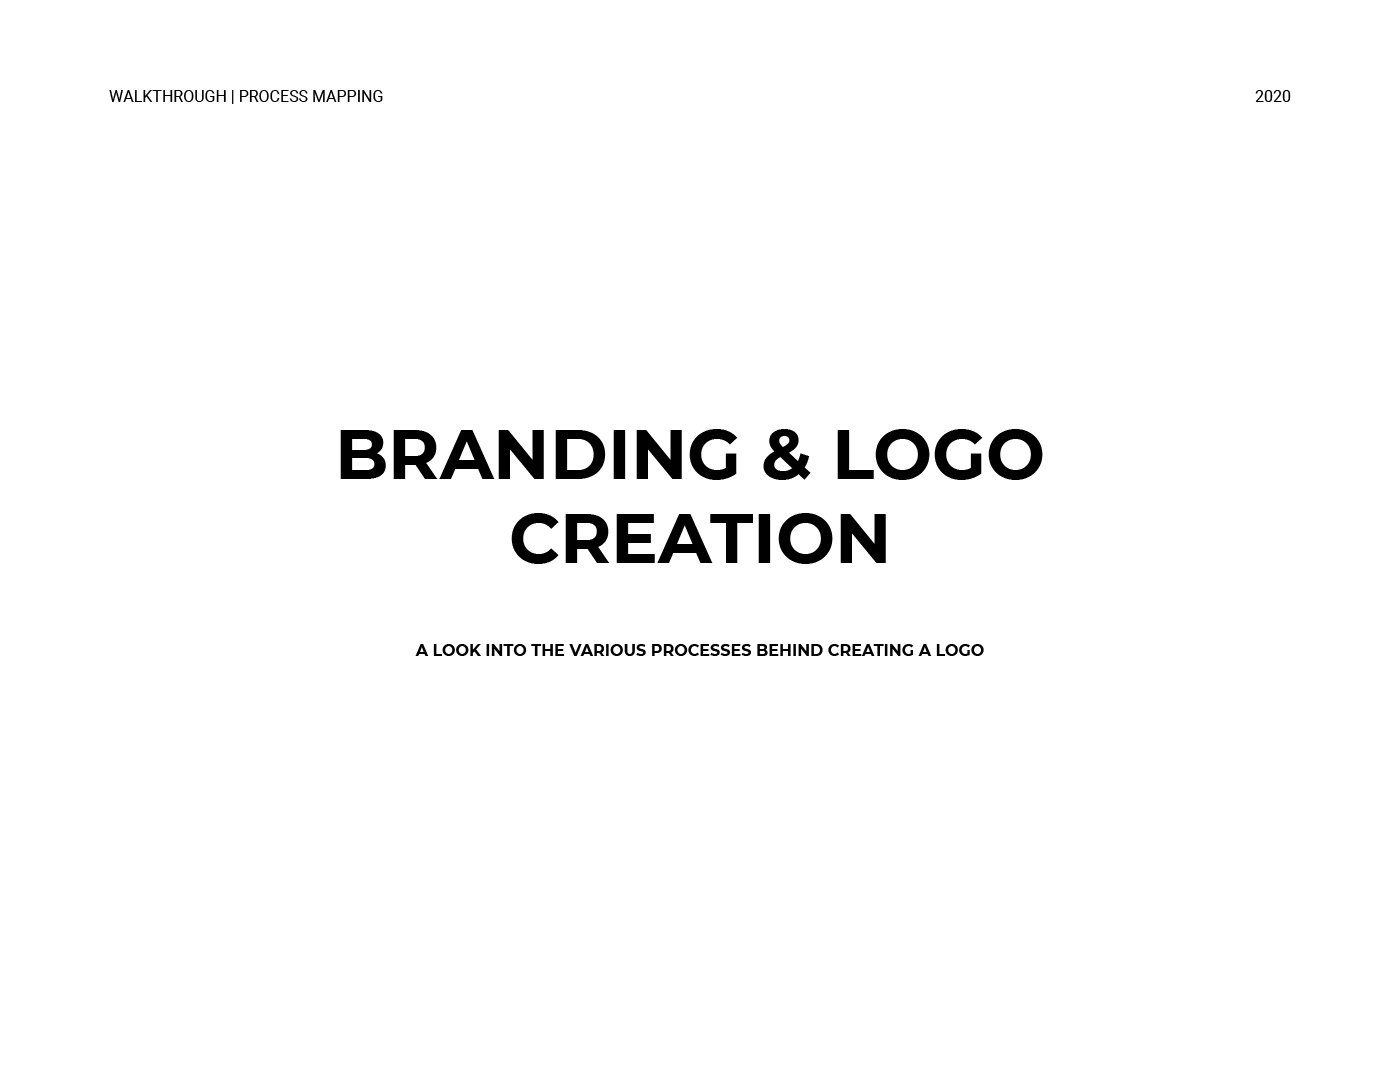 WALKTHROUGH | PROCESS MAPPING
2020
BRANDING & LOGO
CREATION
A LOOK INTO THE VARIOUS PROCESSES BEHIND CREATING A LOGO